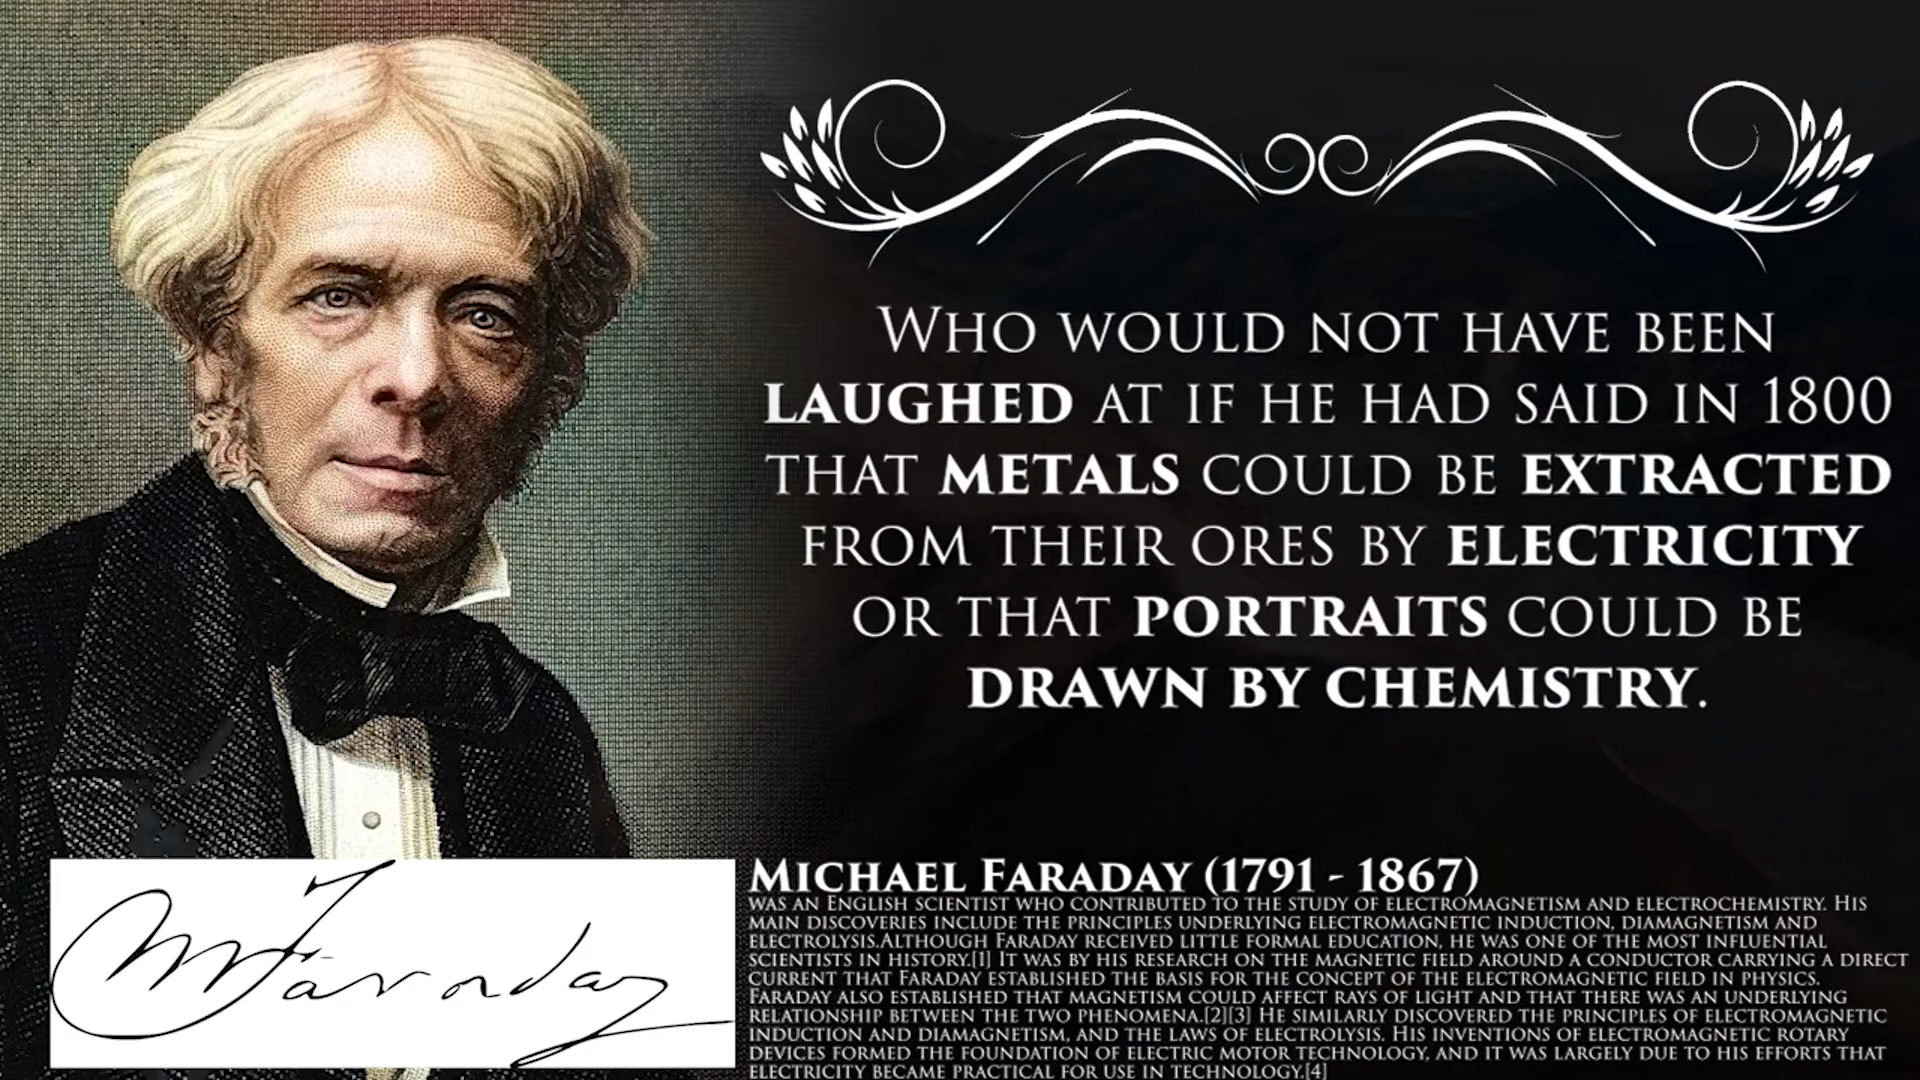 Who would not have been
laughed at if he had said in 1800
that metals could be extracted
from their ores by electricity
or that portraits could be
drawn by chemistry.
M Faraday
Michael Faraday (1791 - 1867)
was an English scientist who contributed to the study of electromagnetism and electrochemistry. His
main discoveries include the principles underlying electromagnetic induction, diamagnetism and
electrolysis.Although Faraday received little formal education, he was one of the most influential
scientists in history.[1] It was by his research on the magnetic field around a conductor carrying a direct
current that Faraday established the basis for the concept of the electromagnetic field in physics.
Faraday also established that magnetism could affect rays of light and that there was an underlying
relationship between the two phenomena.[2][3] He similarly discovered the principles of electromagnetic
induction and diamagnetism, and the laws of electrolysis. His inventions of electromagnetic rotary
devices formed the foundation of electric motor technology, and it was largely due to his efforts that
electricity became practical for use in technology.[4]